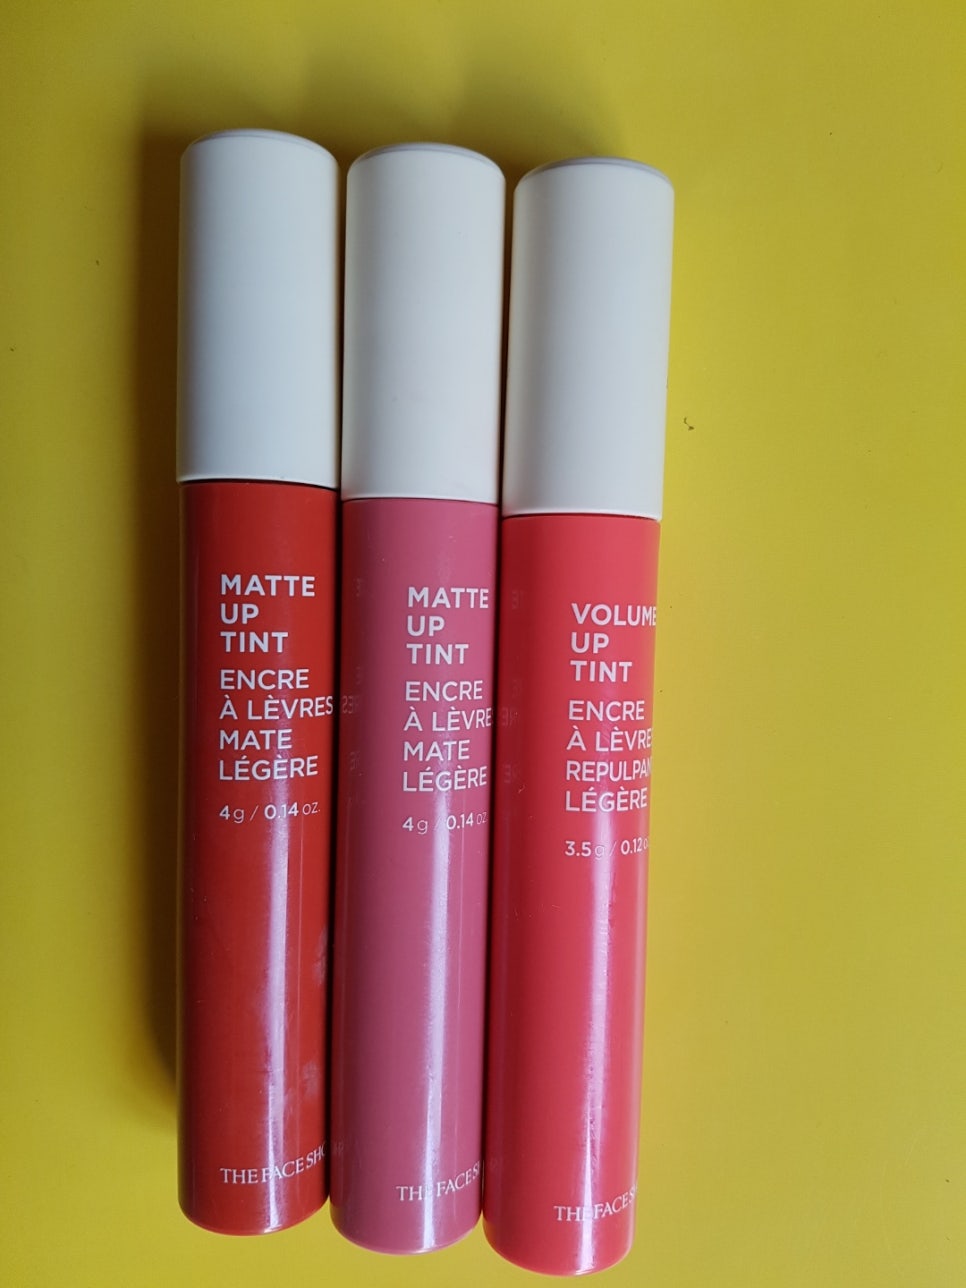 MATTE
UP
TINT
ENCRE
À LÈVRES
MATE
LÉGÈRE
4g / 0.14 oz.
THE FACE SHO
MATTE
UP
TINT
ENCRE
À LÈVRE
MATE
LÉGÈRE
4g / 0.14 oz
THE FACE S
VOLUME
UP
TINT
ENCRE
À LÈVRE
REPULPAN
LÉGÈRE
3.5g / 0.12 oz
THE FACE S